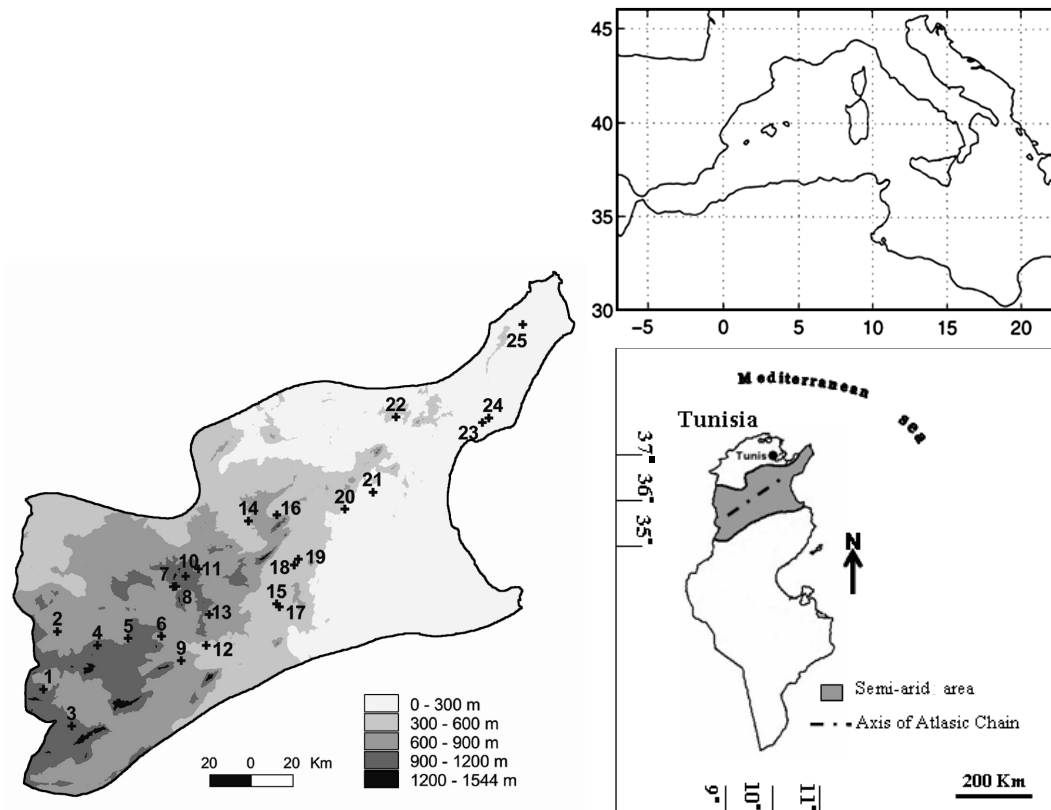 45
40
35
30
−5
0
5
10
15
20
25
24
23
22
21
20
14
16
19
18
10
11
7
8
15
17
13
2
4
5
6
12
9
1
3
0 - 300 m
300 - 600 m
600 - 900 m
900 - 1200 m
1200 - 1544 m
20 0 20 Km
Mediterranean
sea
Tunisia
Tunis
37°
36°
35°
N
Semi-arid area
Axis of Atlasic Chain
9°
10°
11°
200 Km